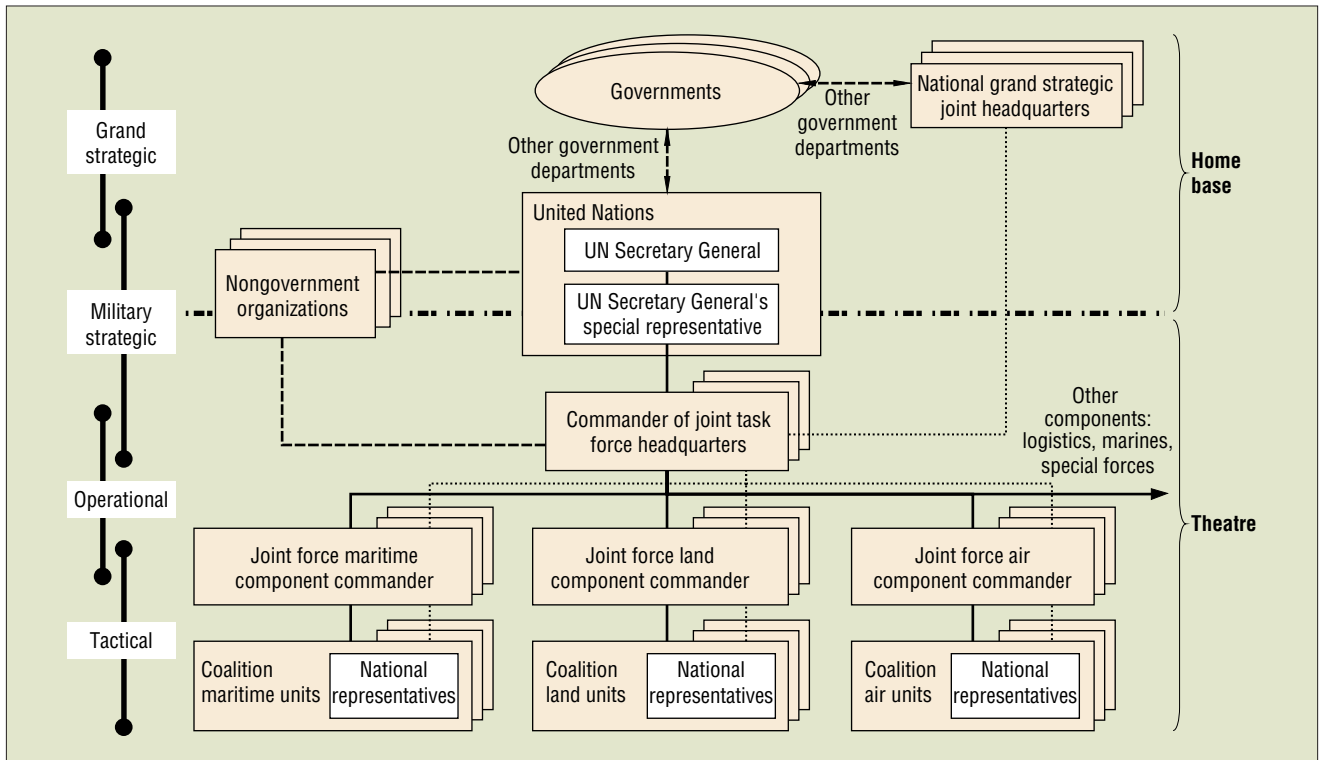 Governments
National grand strategic
joint headquarters
Other
government
departments
Other government
departments
Grand
strategic
Home
base
United Nations
UN Secretary General
UN Secretary General's
special representative
Nongovernment
organizations
Military
strategic
Commander of joint task
force headquarters
Other
components:
logistics, marines,
special forces
Operational
Theatre
Joint force maritime
component commander
Joint force land
component commander
Joint force air
component commander
Tactical
Coalition
maritime units
National
representatives
Coalition
land units
National
representatives
Coalition
air units
National
representatives